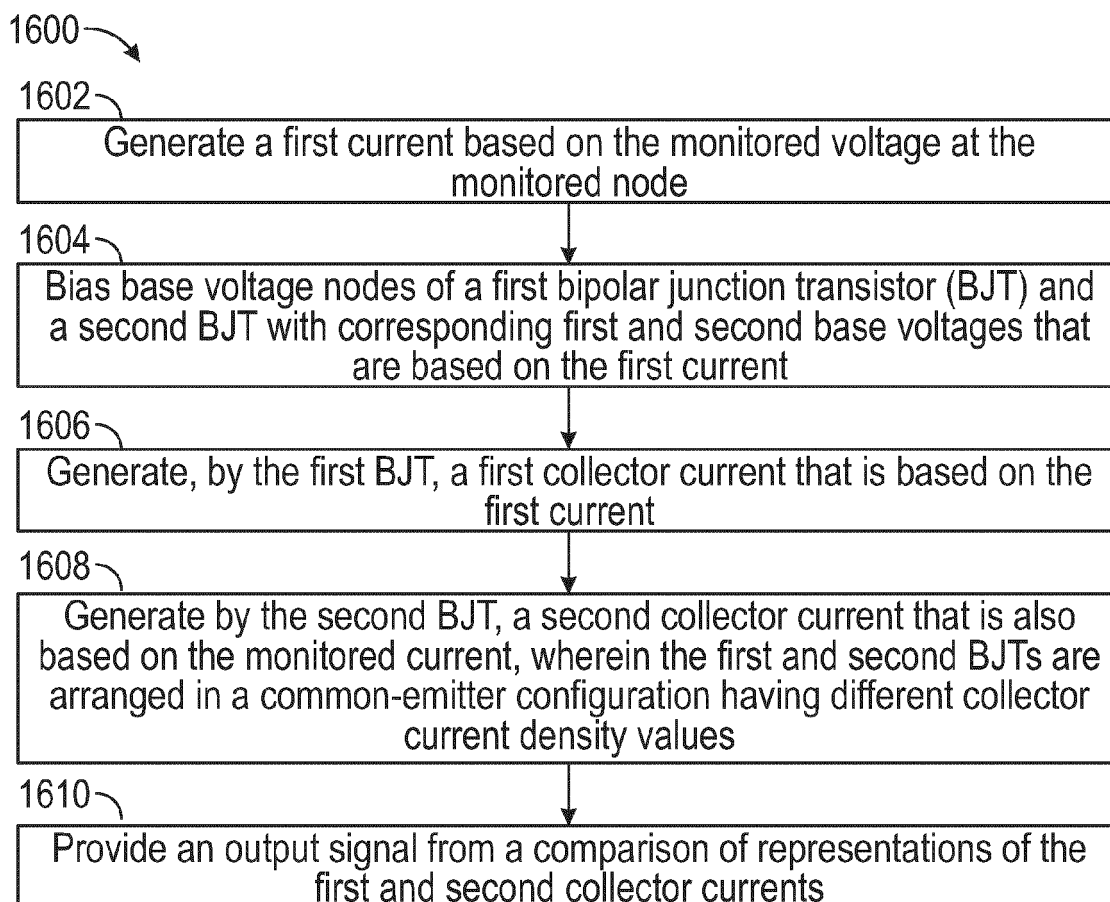 1600
1602
Generate a first current based on the monitored voltage at the
monitored node
1604
Bias base voltage nodes of a first bipolar junction transistor (BJT) and
a second BJT with corresponding first and second base voltages that
are based on the first current
1606
Generate, by the first BJT, a first collector current that is based on the
first current
1608
Generate by the second BJT, a second collector current that is also
based on the monitored current, wherein the first and second BJTs are
arranged in a common-emitter configuration having different collector
current density values
1610
Provide an output signal from a comparison of representations of the
first and second collector currents